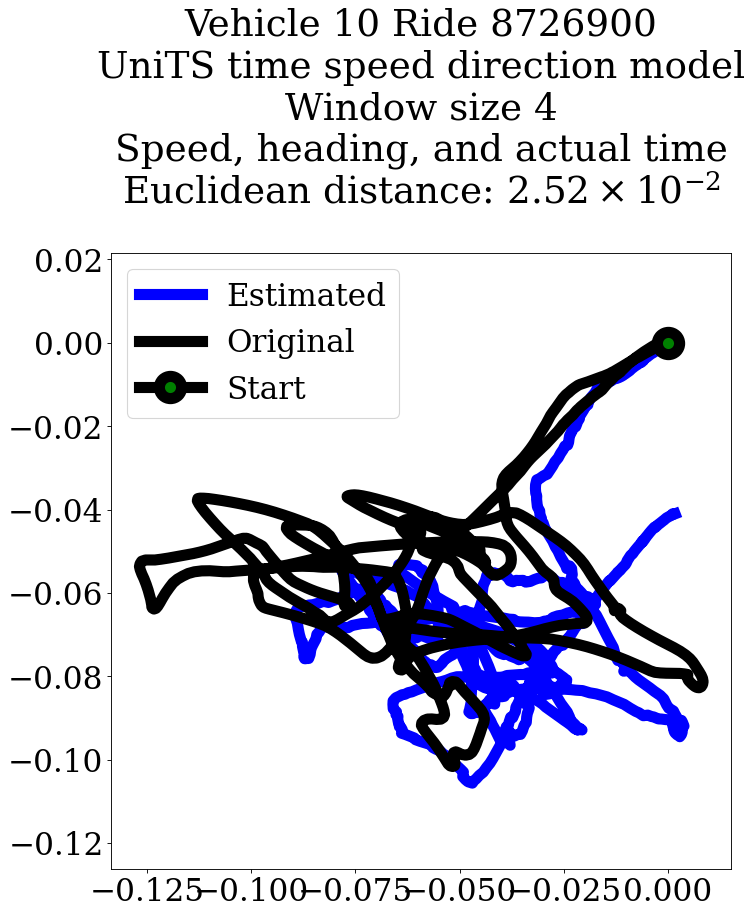 Vehicle 10 Ride 8726900
UniTS time speed direction model
Window size 4
Speed, heading, and actual time
Euclidean distance: 2.52 × 10⁻²
0.02
0.00
−0.02
−0.04
−0.06
−0.08
−0.10
−0.12
Estimated
Original
Start
−0.125 −0.100 −0.075 −0.050 −0.025 0.000